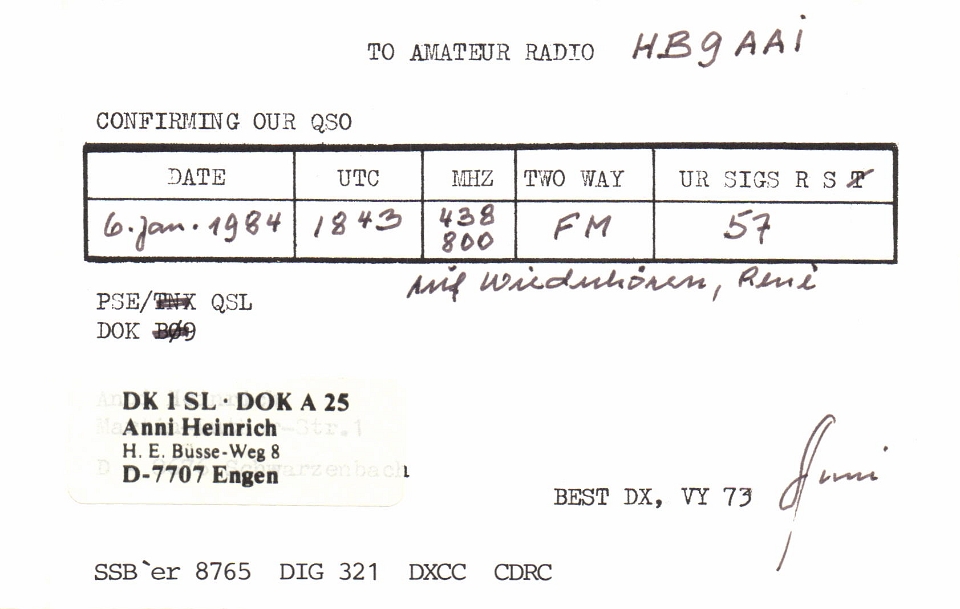 TO AMATEUR RADIO HB9AAi
CONFIRMING OUR QSO
DATE UTC MHZ TWO WAY UR SIGS R S T
6. Jan. 1984 1843 438 800 FM 57
Auf Wiederhören, René
PSE/TNX QSL
DOK BØ9
DK 1 SL · DOK A 25
Anni Heinrich
H. E. Büsse-Weg 8
D-7707 Engen
BEST DX, VY 73 Anni
SSB`er 8765 DIG 321 DXCC CDRC